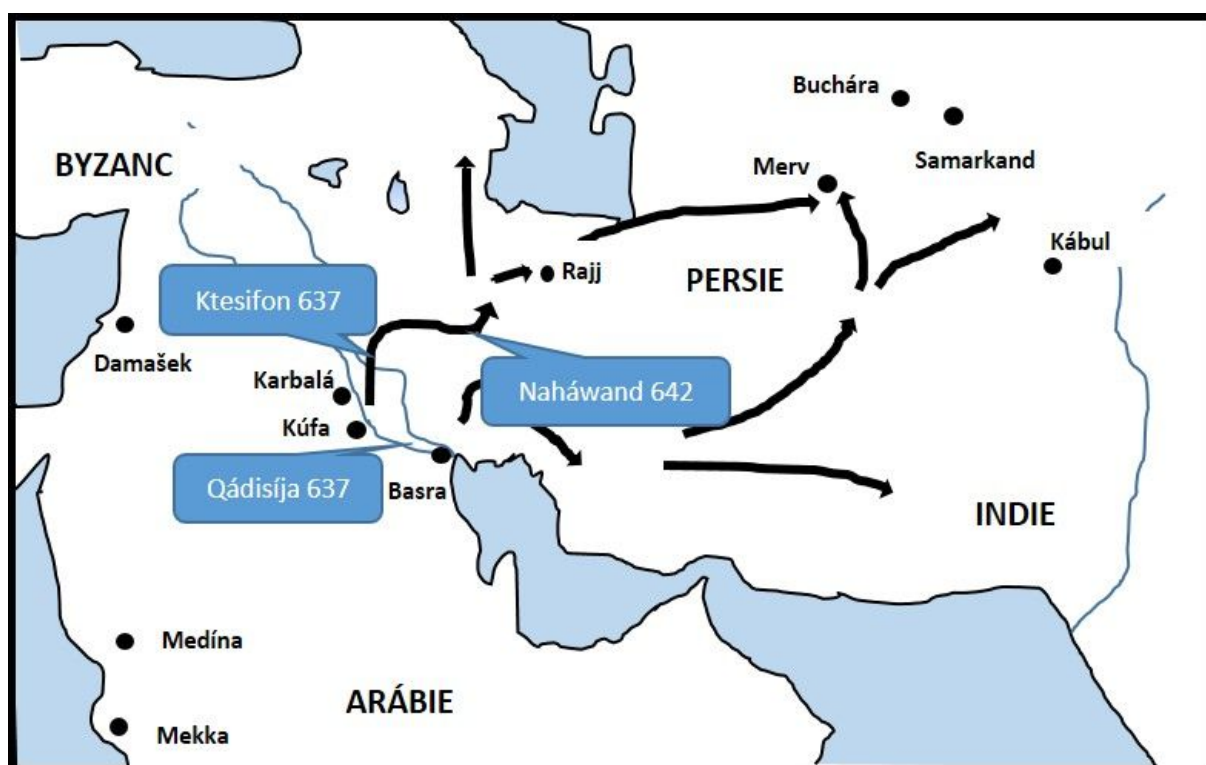 Buchára
BYZANC
Samarkand
Merv
Kábul
Rajj
PERSIE
Ktesifon 637
Damašek
Karbalá
Naháwand 642
Kúfa
Qádisíja 637
Basra
INDIE
Medína
ARÁBIE
Mekka